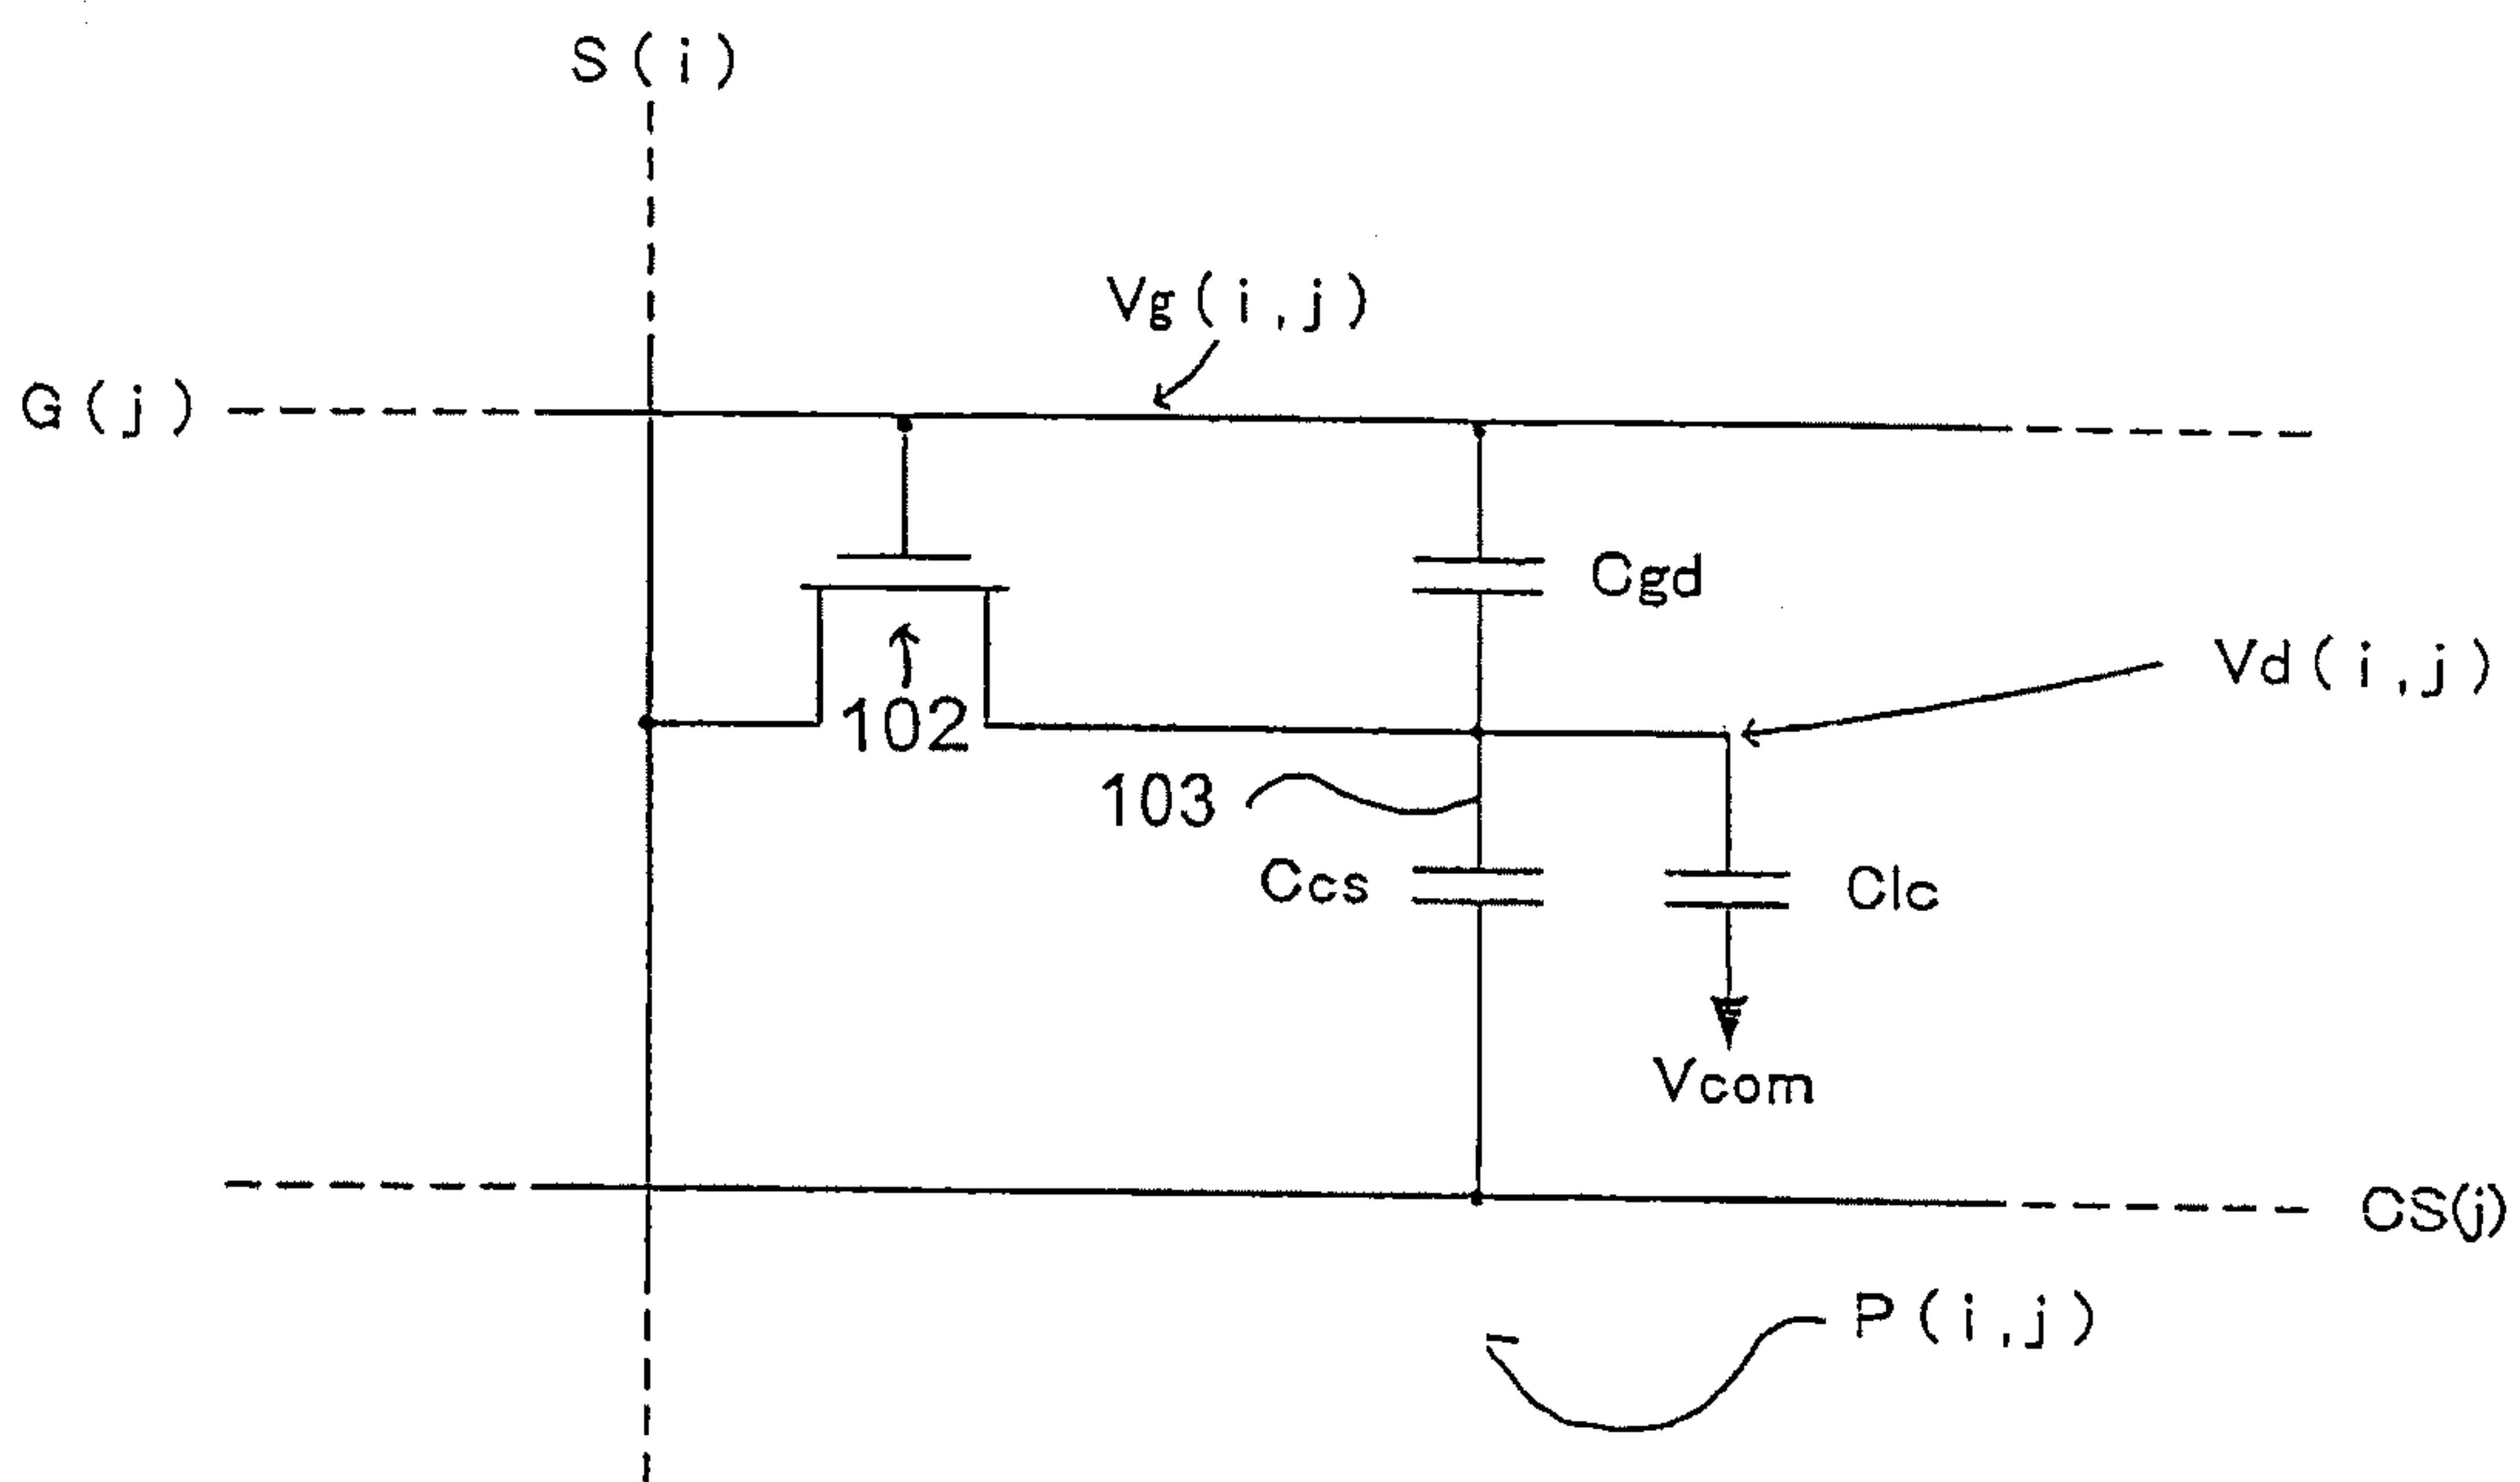 S(i)
Vg(i,j)
G(j)
Cgd
Vd(i,j)
102
103
Ccs
Clc
Vcom
CS(j)
P(i,j)